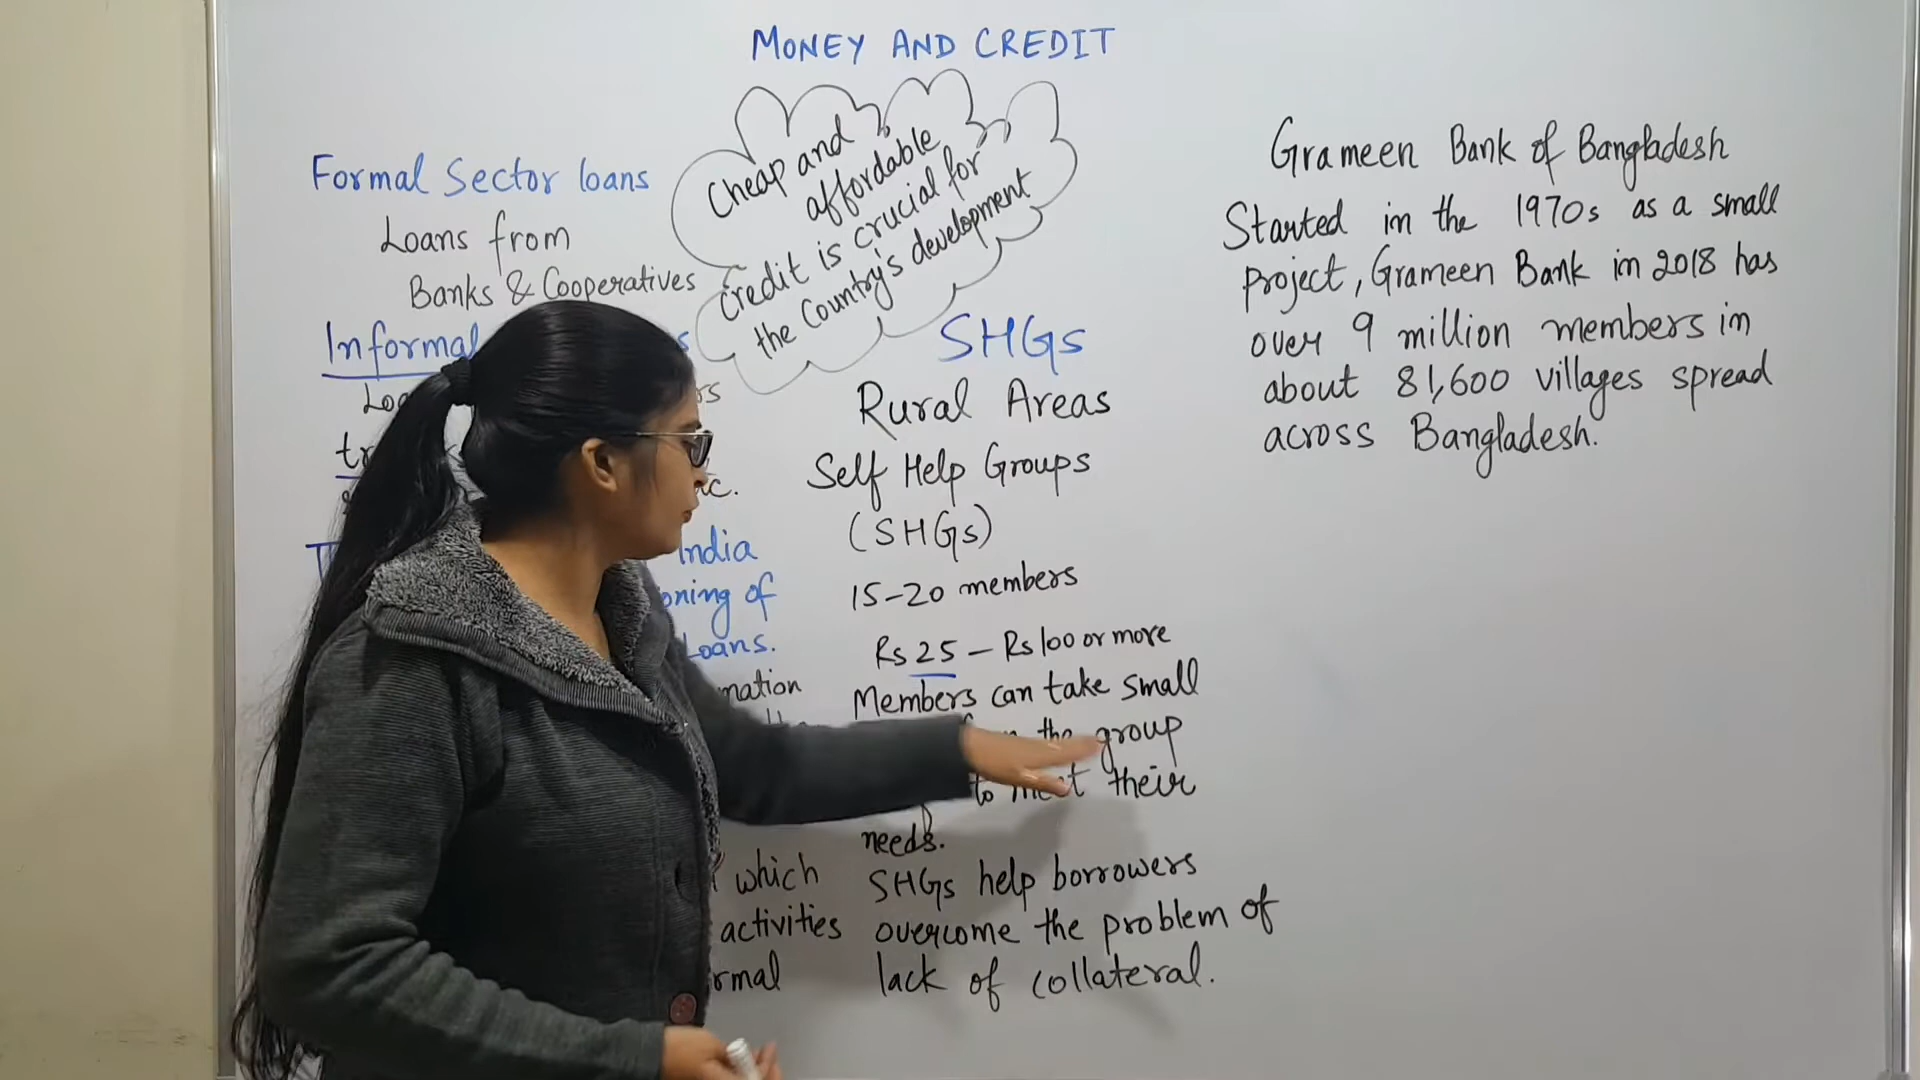 MONEY AND CREDIT
Formal Sector loans
Loans from
Banks & Cooperatives
Informal
India
of
Loans.
which
activities
Cheap and
affordable
credit is crucial for
the Country's development
SHGs
Rural Areas
Self Help Groups
(SHGs)
15-20 members
Rs 25 - Rs 100 or more
Members can take small
the group
to meet their
needs.
SHGs help borrowers
overcome the problem of
lack of collateral.
Grameen Bank of Bangladesh
Started in the 1970s as a small
project, Grameen Bank in 2018 has
over 9 million members in
about 81,600 villages spread
across Bangladesh.